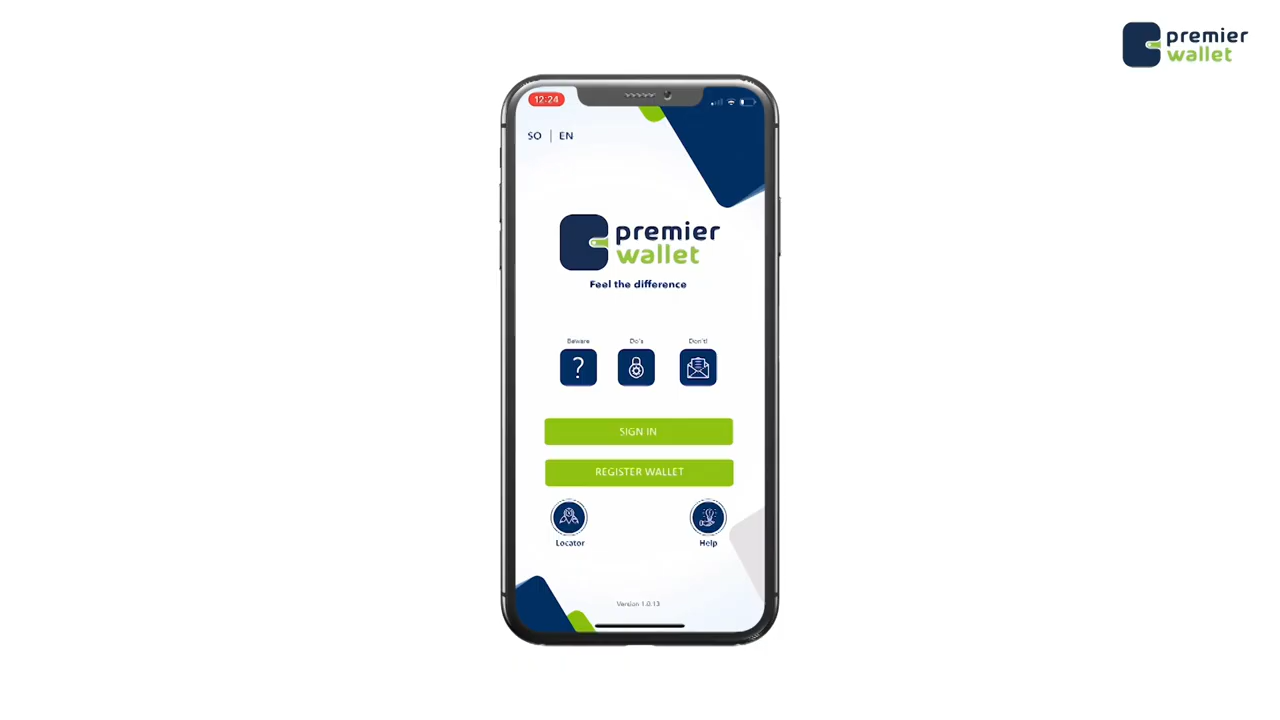 premier
wallet
12:24
SO | EN
premier
wallet
Feel the difference
Beware
Do's
Don't!
?
SIGN IN
REGISTER WALLET
Locator
Help
Version 1.0.13